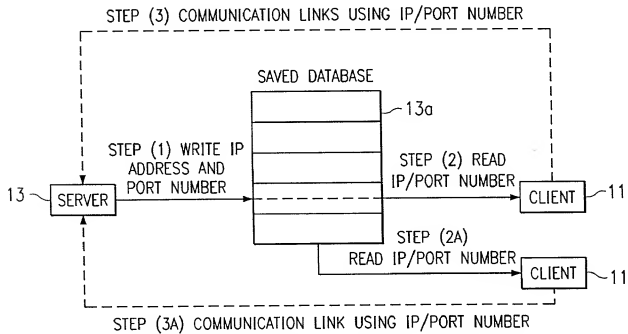 STEP (3) COMMUNICATION LINKS USING IP/PORT NUMBER
SAVED DATABASE
13a
STEP (1) WRITE IP
ADDRESS AND
PORT NUMBER
STEP (2) READ
IP/PORT NUMBER
13
SERVER
CLIENT
11
STEP (2A)
READ IP/PORT NUMBER
CLIENT
11
STEP (3A) COMMUNICATION LINK USING IP/PORT NUMBER